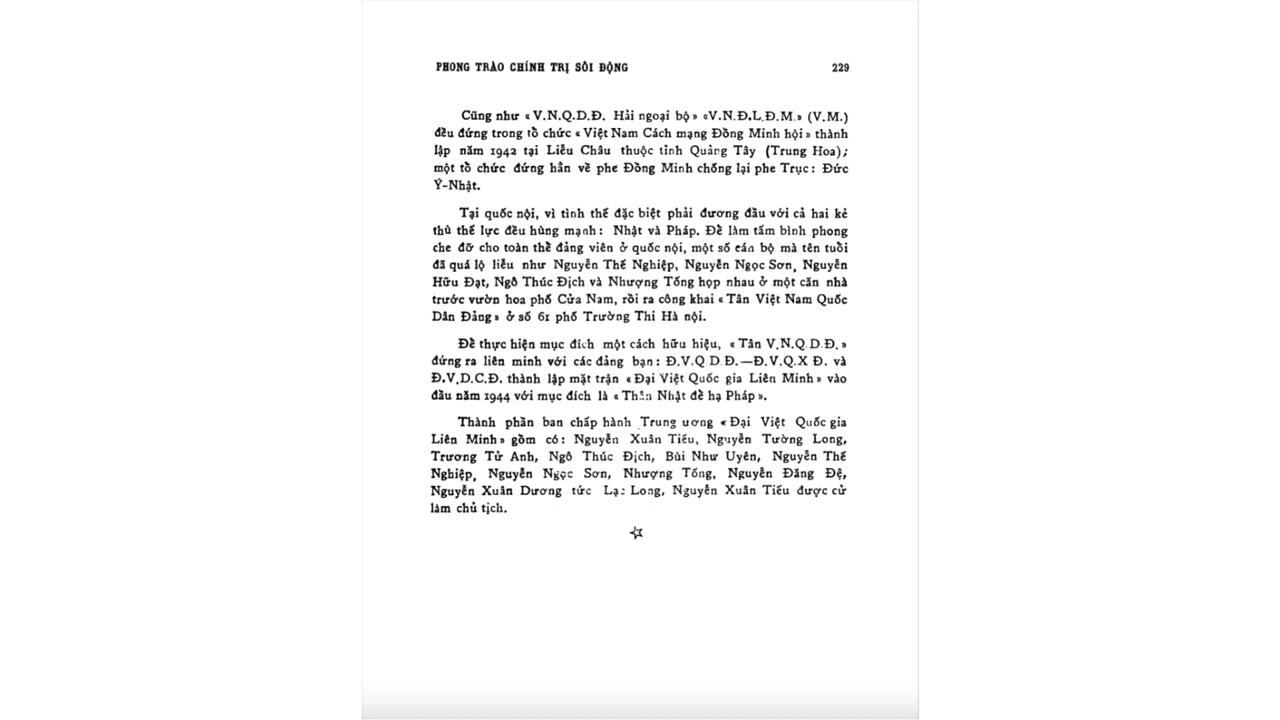 PHONG TRÀO CHÍNH TRỊ SÔI ĐỘNG 229
Cũng như « V.N.Q.D.Đ. Hải ngoại bộ » «V.N.Đ.L.Đ.M.» (V.M.)
đều đứng trong tổ chức « Việt Nam Cách mạng Đồng Minh hội » thành
lập năm 1942 tại Liễu Châu thuộc tỉnh Quảng Tây (Trung Hoa);
một tổ chức đứng hẳn về phe Đồng Minh chống lại phe Trục : Đức
Ý-Nhật.
Tại quốc nội, vì tình thế đặc biệt phải đương đầu với cả hai kẻ
thù thế lực đều hùng mạnh : Nhật và Pháp. Để làm tấm bình phong
che đỡ cho toàn thể đảng viên ở quốc nội, một số cán bộ mà tên tuổi
đã quá lộ liễu như Nguyễn Thế Nghiệp, Nguyễn Ngọc Sơn, Nguyễn
Hữu Đạt, Ngô Thúc Địch và Nhượng Tống họp nhau ở một căn nhà
trước vườn hoa phố Cửa Nam, rồi ra công khai « Tân Việt Nam Quốc
Dân Đảng » ở số 61 phố Trường Thi Hà nội.
Để thực hiện mục đích một cách hữu hiệu, « Tân V.N.Q.D.Đ. »
đứng ra liên minh với các đảng bạn : Đ.V.Q.D.Đ.—Đ.V.Q.X Đ. và
Đ.V.D.C.Đ. thành lập mặt trận « Đại Việt Quốc gia Liên Minh » vào
đầu năm 1944 với mục đích là « Thân Nhật để hạ Pháp ».
Thành phần ban chấp hành Trung ương « Đại Việt Quốc gia
Liên Minh » gồm có : Nguyễn Xuân Tiếu, Nguyễn Tường Long,
Trương Tử Anh, Ngô Thúc Địch, Bùi Như Uyên, Nguyễn Thế
Nghiệp, Nguyễn Ngọc Sơn, Nhượng Tống, Nguyễn Đăng Đệ,
Nguyễn Xuân Dương tức Lạc Long, Nguyễn Xuân Tiếu được cử
làm chủ tịch.